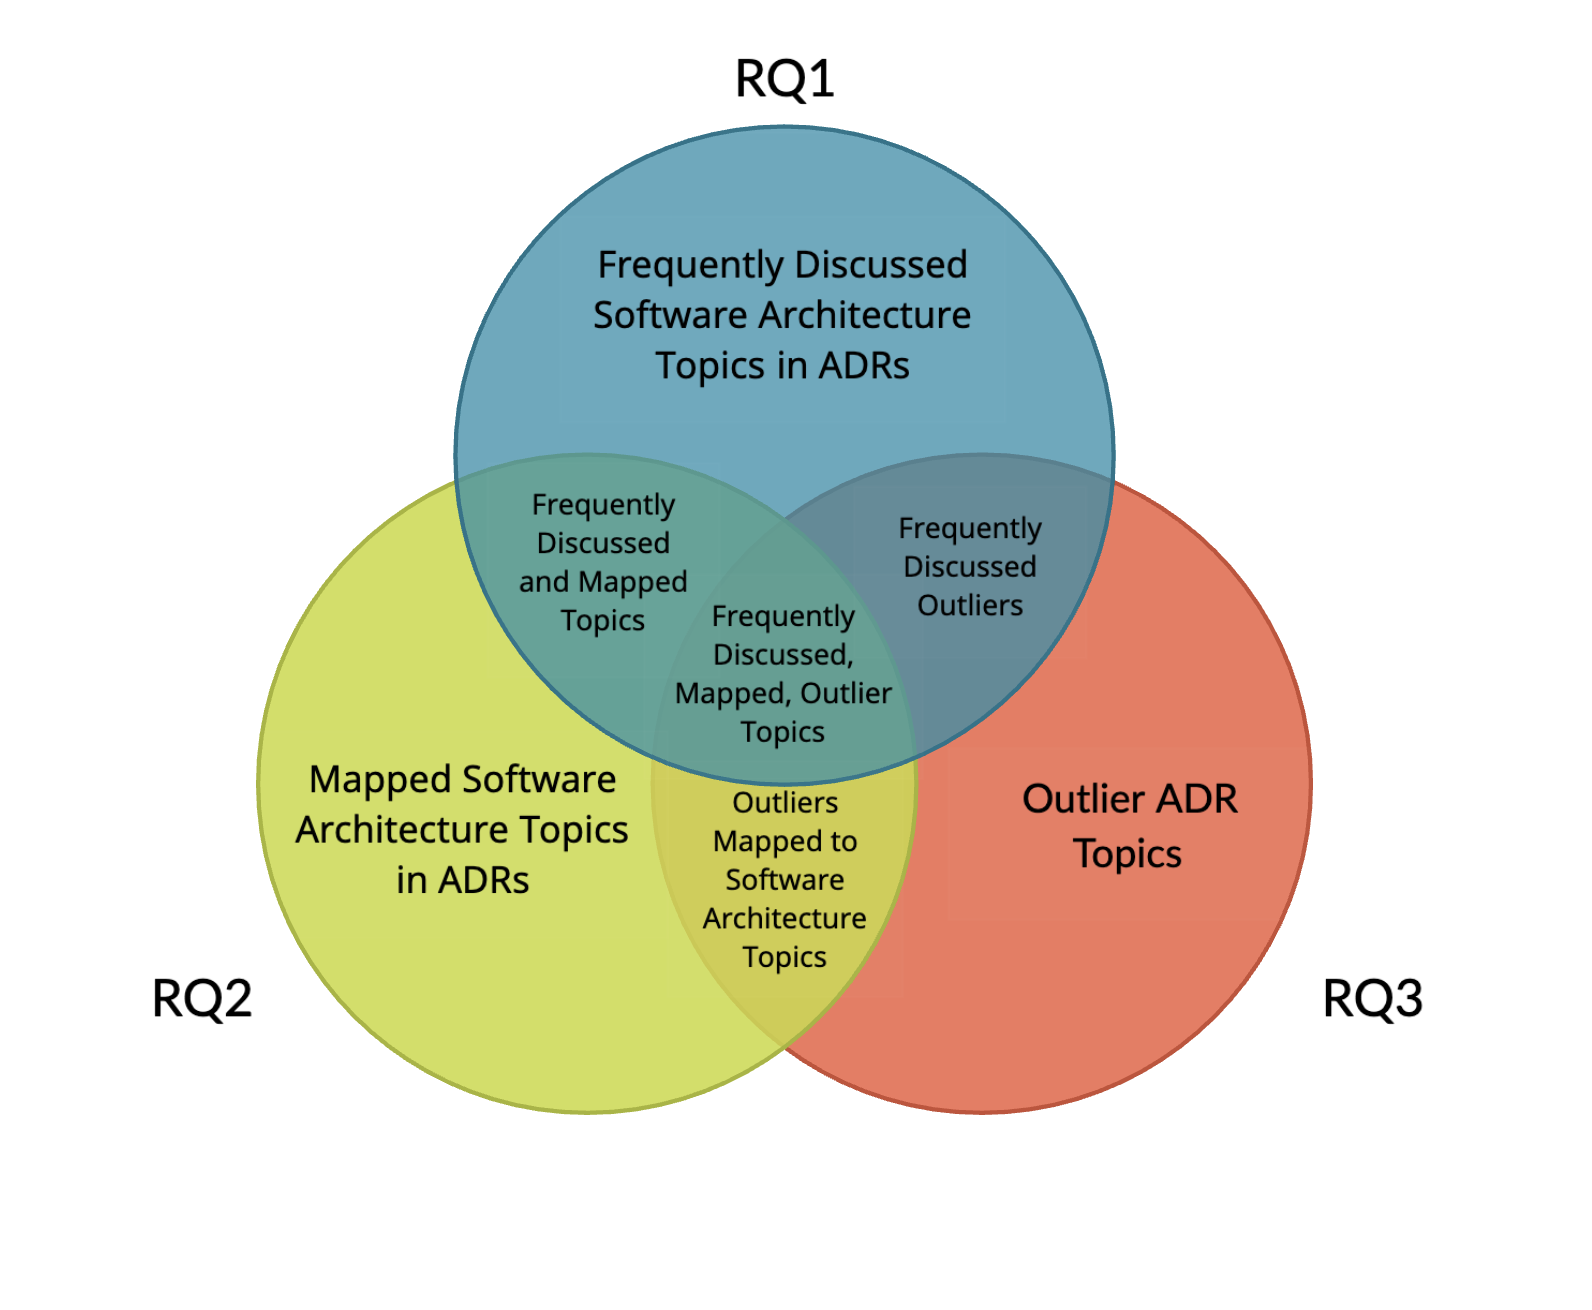 RQ1
Frequently Discussed
Software Architecture
Topics in ADRs
Frequently
Discussed
and Mapped
Topics
Frequently
Discussed
Outliers
Frequently
Discussed,
Mapped, Outlier
Topics
Mapped Software
Architecture Topics
in ADRs
Outliers
Mapped to
Software
Architecture
Topics
Outlier ADR
Topics
RQ2
RQ3